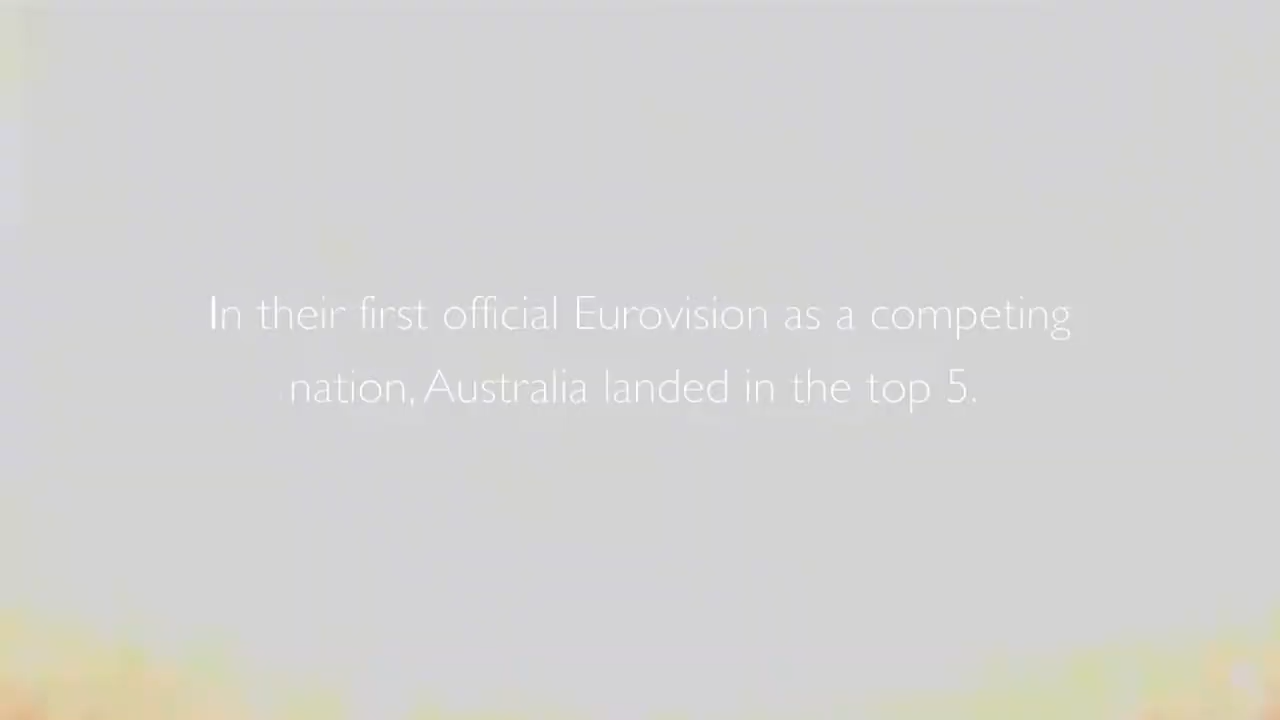 In their first official Eurovision as a competing
nation, Australia landed in the top 5.